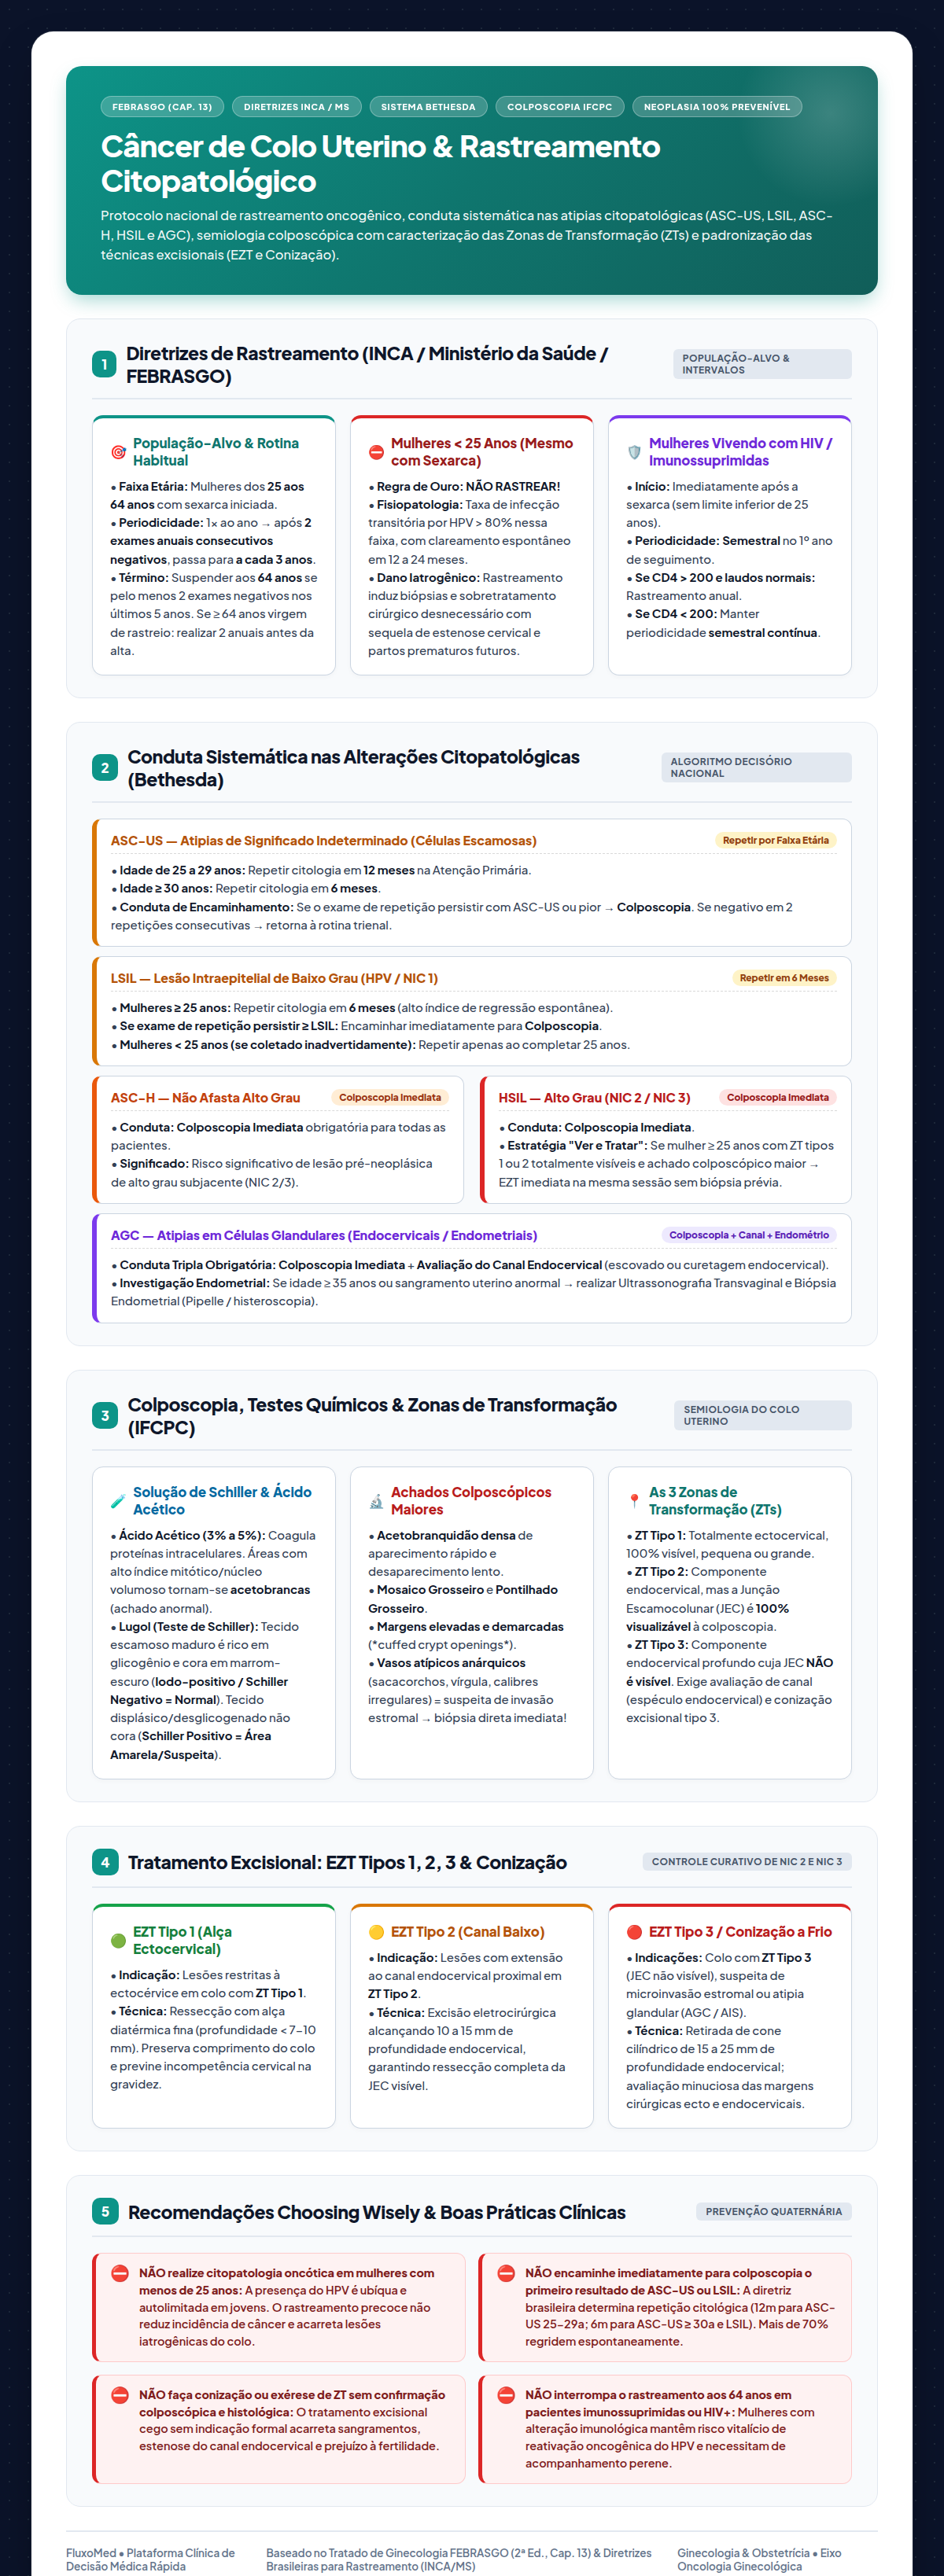 FEBRASGO (CAP. 13)
DIRETRIZES INCA / MS
SISTEMA BETHESDA
COLPOSCOPIA IFCPC
NEOPLASIA 100% PREVENÍVEL
Câncer de Colo Uterino & Rastreamento
Citopatológico
Protocolo nacional de rastreamento oncogênico, conduta sistemática nas atipias citopatológicas (ASC-US, LSIL, ASC-
H, HSIL e AGC), semiologia colposcópica com caracterização das Zonas de Transformação (ZTs) e padronização das
técnicas excisionais (EZT e Conização).
1
Diretrizes de Rastreamento (INCA / Ministério da Saúde /
FEBRASGO)
POPULAÇÃO-ALVO &
INTERVALOS
🎯 População-Alvo & Rotina
Habitual
• Faixa Etária: Mulheres dos 25 aos
64 anos com sexarca iniciada.
• Periodicidade: 1× ao ano → após 2
exames anuais consecutivos
negativos, passa para a cada 3 anos.
• Término: Suspender aos 64 anos se
pelo menos 2 exames negativos nos
últimos 5 anos. Se ≥ 64 anos virgem
de rastreio: realizar 2 anuais antes da
alta.
⛔ Mulheres < 25 Anos (Mesmo
com Sexarca)
• Regra de Ouro: NÃO RASTREAR!
• Fisiopatologia: Taxa de infecção
transitória por HPV > 80% nessa
faixa, com clareamento espontâneo
em 12 a 24 meses.
• Dano Iatrogênico: Rastreamento
induz biópsias e sobretratamento
cirúrgico desnecessário com
sequela de estenose cervical e
partos prematuros futuros.
🛡️ Mulheres Vivendo com HIV /
Imunossuprimidas
• Início: Imediatamente após a
sexarca (sem limite inferior de 25
anos).
• Periodicidade: Semestral no 1º ano
de seguimento.
• Se CD4 > 200 e laudos normais:
Rastreamento anual.
• Se CD4 < 200: Manter
periodicidade semestral contínua.
2
Conduta Sistemática nas Alterações Citopatológicas
(Bethesda)
ALGORITMO DECISÓRIO
NACIONAL
ASC-US — Atipias de Significado Indeterminado (Células Escamosas)
Repetir por Faixa Etária
• Idade de 25 a 29 anos: Repetir citologia em 12 meses na Atenção Primária.
• Idade ≥ 30 anos: Repetir citologia em 6 meses.
• Conduta de Encaminhamento: Se o exame de repetição persistir com ASC-US ou pior → Colposcopia. Se negativo em 2
repetições consecutivas → retorna à rotina trienal.
LSIL — Lesão Intraepitelial de Baixo Grau (HPV / NIC 1)
Repetir em 6 Meses
• Mulheres ≥ 25 anos: Repetir citologia em 6 meses (alto índice de regressão espontânea).
• Se exame de repetição persistir ≥ LSIL: Encaminhar imediatamente para Colposcopia.
• Mulheres < 25 anos (se coletado inadvertidamente): Repetir apenas ao completar 25 anos.
ASC-H — Não Afasta Alto Grau
Colposcopia Imediata
• Conduta: Colposcopia Imediata obrigatória para todas as
pacientes.
• Significado: Risco significativo de lesão pré-neoplásica
de alto grau subjacente (NIC 2/3).
HSIL — Alto Grau (NIC 2 / NIC 3)
Colposcopia Imediata
• Conduta: Colposcopia Imediata.
• Estratégia "Ver e Tratar": Se mulher ≥ 25 anos com ZT tipos
1 ou 2 totalmente visíveis e achado colposcópico maior →
EZT imediata na mesma sessão sem biópsia prévia.
AGC — Atipias em Células Glandulares (Endocervicais / Endometriais)
Colposcopia + Canal + Endométrio
• Conduta Tripla Obrigatória: Colposcopia Imediata + Avaliação do Canal Endocervical (escovado ou curetagem endocervical).
• Investigação Endometrial: Se idade ≥ 35 anos ou sangramento uterino anormal → realizar Ultrassonografia Transvaginal e Biópsia
Endometrial (Pipelle / histeroscopia).
3
Colposcopia, Testes Químicos & Zonas de Transformação
(IFCPC)
SEMIOLOGIA DO COLO
UTERINO
🧪 Solução de Schiller & Ácido
Acético
• Ácido Acético (3% a 5%): Coagula
proteínas intracelulares. Áreas com
alto índice mitótico/núcleo
volumoso tornam-se acetobrancas
(achado anormal).
• Lugol (Teste de Schiller): Tecido
escamoso maduro é rico em
glicogênio e cora em marrom-
escuro (Iodo-positivo / Schiller
Negativo = Normal). Tecido
displásico/desglicogenado não
cora (Schiller Positivo = Área
Amarela/Suspeita).
🔬 Achados Colposcópicos
Maiores
• Acetobranquidão densa de
aparecimento rápido e
desaparecimento lento.
• Mosaico Grosseiro e Pontilhado
Grosseiro.
• Margens elevadas e demarcadas
(*cuffed crypt openings*).
• Vasos atípicos anárquicos
(sacacorchos, vírgula, calibres
irregulares) = suspeita de invasão
estromal → biópsia direta imediata!
📍 As 3 Zonas de
Transformação (ZTs)
• ZT Tipo 1: Totalmente ectocervical,
100% visível, pequena ou grande.
• ZT Tipo 2: Componente
endocervical, mas a Junção
Escamocolunar (JEC) é 100%
visualizável à colposcopia.
• ZT Tipo 3: Componente
endocervical profundo cuja JEC NÃO
é visível. Exige avaliação de canal
(espéculo endocervical) e conização
excisional tipo 3.
4
Tratamento Excisional: EZT Tipos 1, 2, 3 & Conização
CONTROLE CURATIVO DE NIC 2 E NIC 3
🟢 EZT Tipo 1 (Alça
Ectocervical)
• Indicação: Lesões restritas à
ectocérvice em colo com ZT Tipo 1.
• Técnica: Ressecção com alça
diatérmica fina (profundidade < 7–10
mm). Preserva comprimento do colo
e previne incompetência cervical na
gravidez.
🟡 EZT Tipo 2 (Canal Baixo)
• Indicação: Lesões com extensão
ao canal endocervical proximal em
ZT Tipo 2.
• Técnica: Excisão eletrocirúrgica
alcançando 10 a 15 mm de
profundidade endocervical,
garantindo ressecção completa da
JEC visível.
🔴 EZT Tipo 3 / Conização a Frio
• Indicações: Colo com ZT Tipo 3
(JEC não visível), suspeita de
microinvasão estromal ou atipia
glandular (AGC / AIS).
• Técnica: Retirada de cone
cilíndrico de 15 a 25 mm de
profundidade endocervical;
avaliação minuciosa das margens
cirúrgicas ecto e endocervicais.
5
Recomendações Choosing Wisely & Boas Práticas Clínicas
PREVENÇÃO QUATERNÁRIA
⛔ NÃO realize citopatologia oncótica em mulheres com
menos de 25 anos: A presença do HPV é ubíqua e
autolimitada em jovens. O rastreamento precoce não
reduz incidência de câncer e acarreta lesões
iatrogênicas do colo.
⛔ NÃO encaminhe imediatamente para colposcopia o
primeiro resultado de ASC-US ou LSIL: A diretriz
brasileira determina repetição citológica (12m para ASC-
US 25-29a; 6m para ASC-US ≥ 30a e LSIL). Mais de 70%
regridem espontaneamente.
⛔ NÃO faça conização ou exérese de ZT sem confirmação
colposcópica e histológica: O tratamento excisional
cego sem indicação formal acarreta sangramentos,
estenose do canal endocervical e prejuízo à fertilidade.
⛔ NÃO interrompa o rastreamento aos 64 anos em
pacientes imunossuprimidas ou HIV+: Mulheres com
alteração imunológica mantêm risco vitalício de
reativação oncogênica do HPV e necessitam de
acompanhamento perene.
FluxoMed • Plataforma Clínica de
Decisão Médica Rápida
Baseado no Tratado de Ginecologia FEBRASGO (2ª Ed., Cap. 13) & Diretrizes
Brasileiras para Rastreamento (INCA/MS)
Ginecologia • Eixo
Oncologia Ginecológica